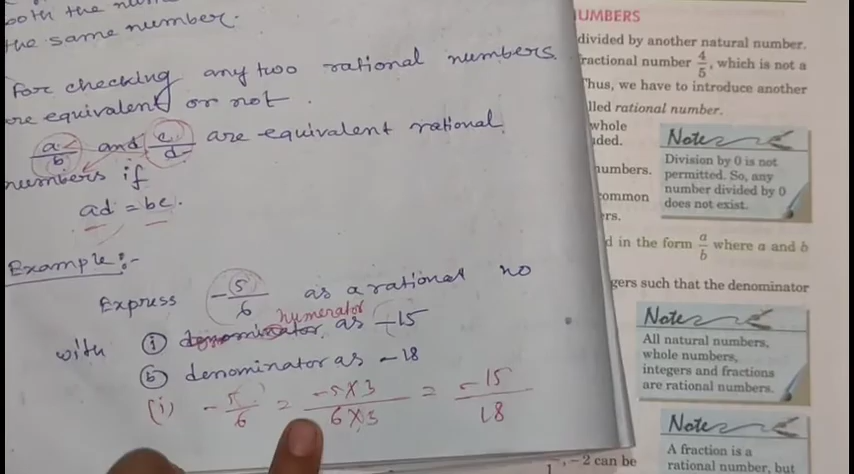 both the
the same number.
For checking any two rational numbers
are equivalent or not.
a/b and c/d are equivalent rational
numbers if
ad = bc.
Example:-
Express -5/6 as a rational no
with (i) numerator as -15
(ii) denominator as -18
(i) -5/6 = -5×3/6×3 = -15/18
UMBERS
divided by another natural number.
ractional number 4/5, which is not a
Thus, we have to introduce another
lled rational number.
whole
ded.
numbers.
ommon
rs.
Note
Division by 0 is not
permitted. So, any
number divided by 0
does not exist.
d in the form a/b where a and b
gers such that the denominator
Note
All natural numbers,
whole numbers,
integers and fractions
are rational numbers.
Note
A fraction is a
rational number, but
1, -2 can be